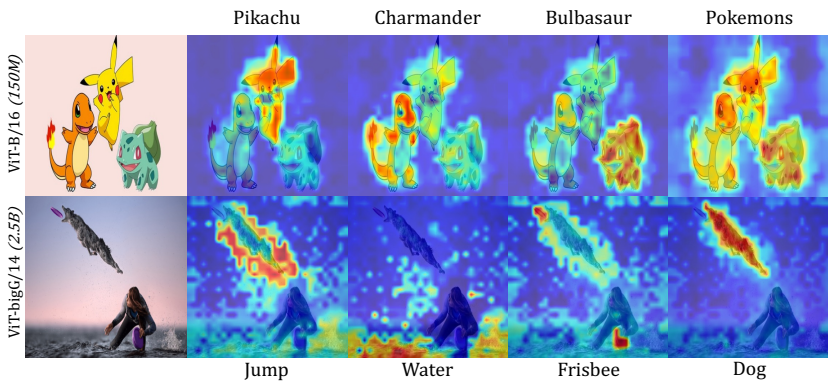 Pikachu Charmander Bulbasaur Pokemons
ViT-B/16 (150M)
ViT-bigG/14 (2.5B)
Jump Water Frisbee Dog